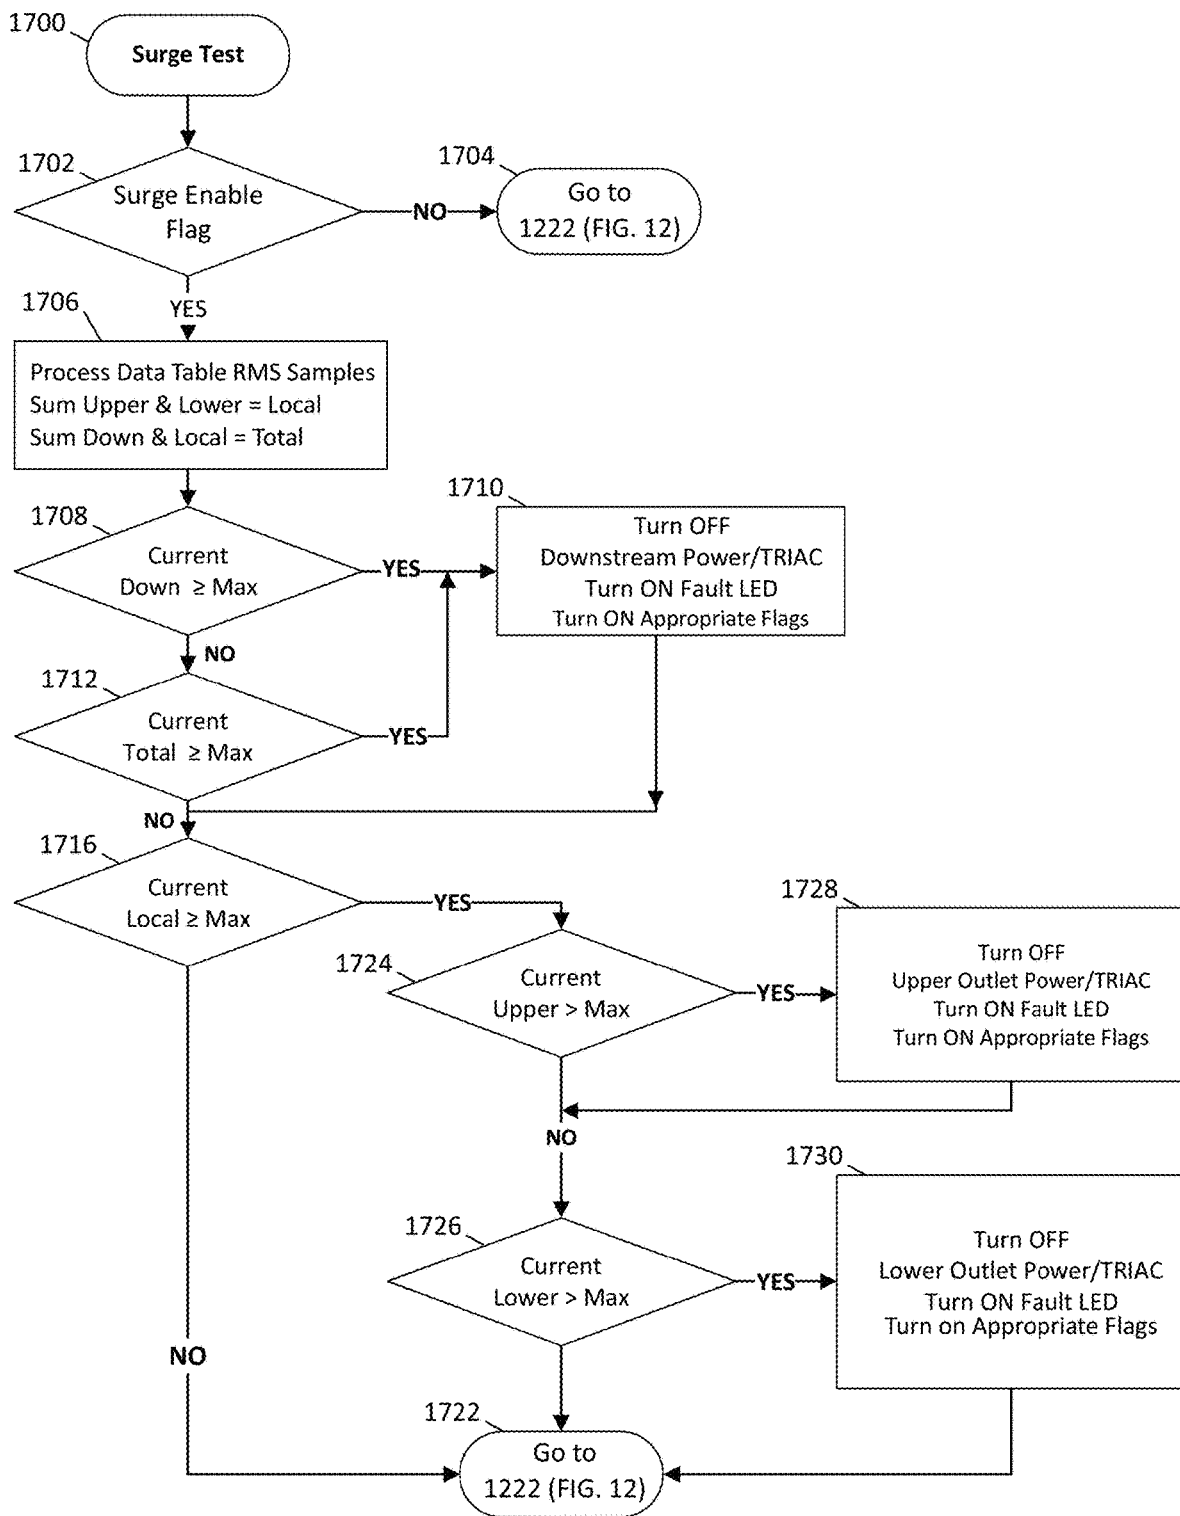 1700
Surge Test
1702
Surge Enable
Flag
NO
1704
Go to
1222 (FIG. 12)
YES
1706
Process Data Table RMS Samples
Sum Upper & Lower = Local
Sum Down & Local = Total
1708
Current
Down ≥ Max
YES
1710
Turn OFF
Downstream Power/TRIAC
Turn ON Fault LED
Turn ON Appropriate Flags
NO
1712
Current
Total ≥ Max
YES
NO
1716
Current
Local ≥ Max
YES
1724
Current
Upper > Max
YES
1728
Turn OFF
Upper Outlet Power/TRIAC
Turn ON Fault LED
Turn ON Appropriate Flags
NO
1726
Current
Lower > Max
YES
1730
Turn OFF
Lower Outlet Power/TRIAC
Turn ON Fault LED
Turn on Appropriate Flags
NO
1722
Go to
1222 (FIG. 12)